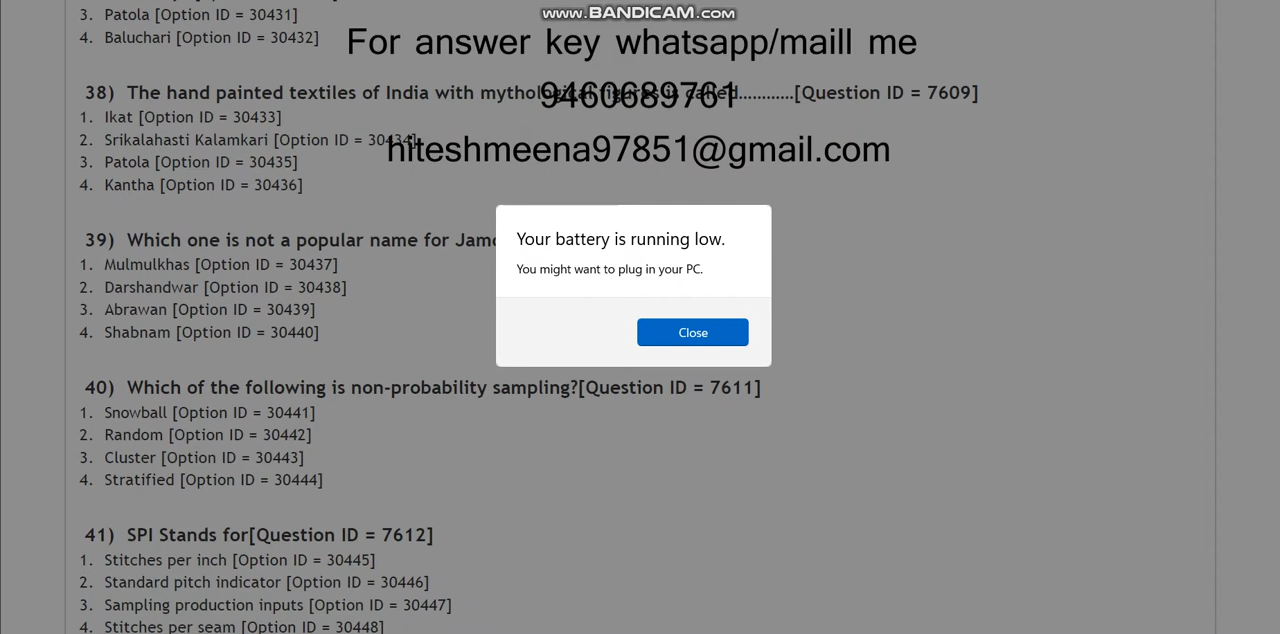 3. Patola [Option ID = 30431]
www.BANDICAM.com
4. Baluchari [Option ID = 30432]
For answer key whatsapp/maill me
38) The hand painted textiles of India with mythological figures is called...........[Question ID = 7609]
9460689761
1. Ikat [Option ID = 30433]
2. Srikalahasti Kalamkari [Option ID = 30434]
hiteshmeena97851@gmail.com
3. Patola [Option ID = 30435]
4. Kantha [Option ID = 30436]
39) Which one is not a popular name for
Your battery is running low.
You might want to plug in your PC.
Close
1. Mulmulkhas [Option ID = 30437]
2. Darshandwar [Option ID = 30438]
3. Abrawan [Option ID = 30439]
4. Shabnam [Option ID = 30440]
40) Which of the following is non-probability sampling?[Question ID = 7611]
1. Snowball [Option ID = 30441]
2. Random [Option ID = 30442]
3. Cluster [Option ID = 30443]
4. Stratified [Option ID = 30444]
41) SPI Stands for[Question ID = 7612]
1. Stitches per inch [Option ID = 30445]
2. Standard pitch indicator [Option ID = 30446]
3. Sampling production inputs [Option ID = 30447]
4. Stitches per seam [Option ID = 30448]